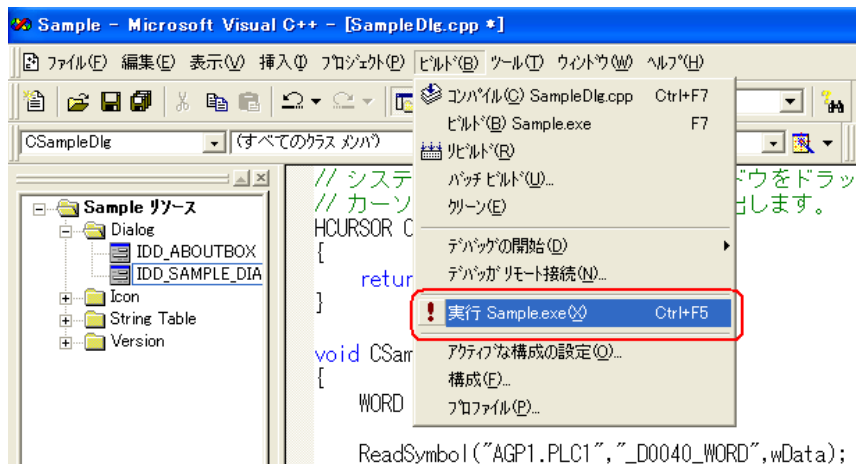 Sample - Microsoft Visual C++ - [SampleDlg.cpp *]
ファイル(F) 編集(E) 表示(V) 挿入(I) プロジェクト(P) ビルド(B) ツール(T) ウィンドウ(W) ヘルプ(H)
コンパイル(C) SampleDlg.cpp Ctrl+F7
ビルド(B) Sample.exe F7
CSampleDlg (すべてのクラス メンバ)
リビルド(R)
バッチ ビルド(U)...
クリーン(E)
デバッグの開始(D)
デバッガ リモート接続(N)...
実行 Sample.exe(X) Ctrl+F5
アクティブな構成の設定(O)...
構成(F)...
プロファイル(P)...
Sample リソース
Dialog
IDD_ABOUTBOX
IDD_SAMPLE_DIA
Icon
String Table
Version
// システ ドウをドラッ
// カーソ 出します。
HCURSOR C
{
retur
}
void CSam
{
WORD
ReadSymbol("AGP1.PLC1","_D0040_WORD",wData);